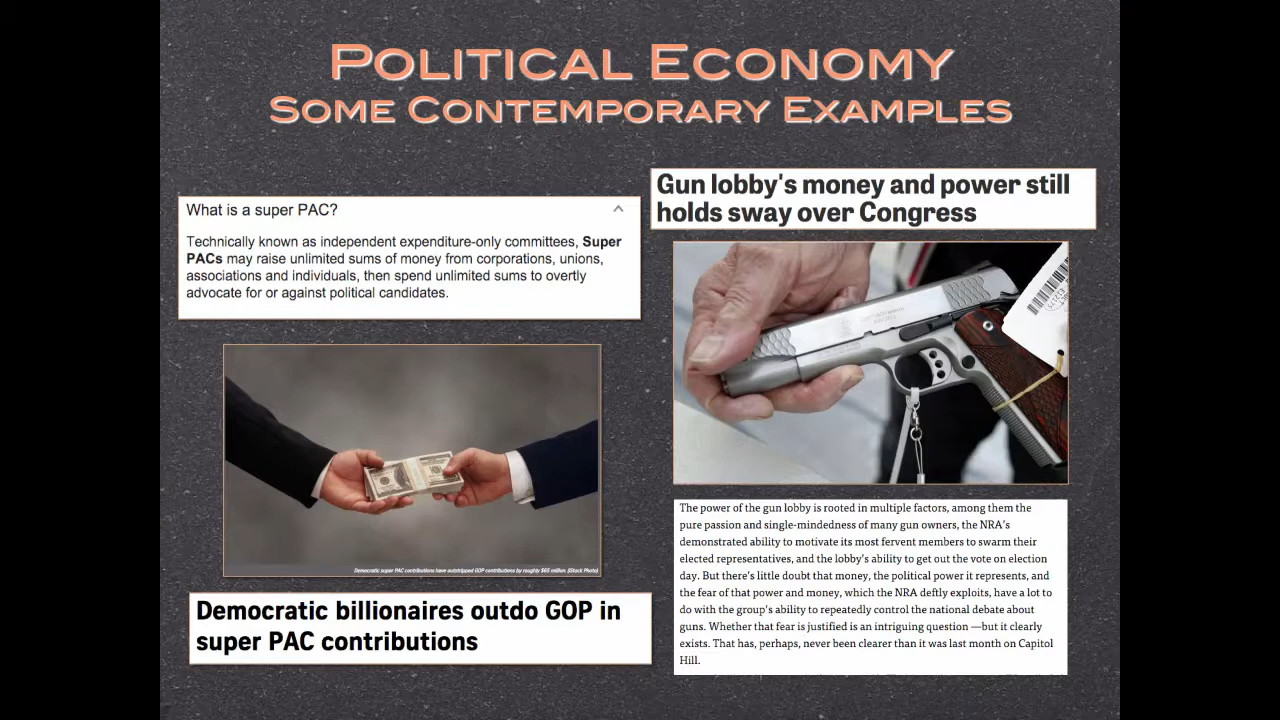 POLITICAL ECONOMY
SOME CONTEMPORARY EXAMPLES
What is a super PAC?
Technically known as independent expenditure-only committees, Super
PACs may raise unlimited sums of money from corporations, unions,
associations and individuals, then spend unlimited sums to overtly
advocate for or against political candidates.
Democratic super PAC contributions have outstripped GOP contributions by roughly $65 million. (iStock Photo)
Democratic billionaires outdo GOP in
super PAC contributions
Gun lobby's money and power still
holds sway over Congress
The power of the gun lobby is rooted in multiple factors, among them the
pure passion and single-mindedness of many gun owners, the NRA's
demonstrated ability to motivate its most fervent members to swarm their
elected representatives, and the lobby's ability to get out the vote on election
day. But there's little doubt that money, the political power it represents, and
the fear of that power and money, which the NRA deftly exploits, have a lot to
do with the group's ability to repeatedly control the national debate about
guns. Whether that fear is justified is an intriguing question —but it clearly
exists. That has, perhaps, never been clearer than it was last month on Capitol
Hill.